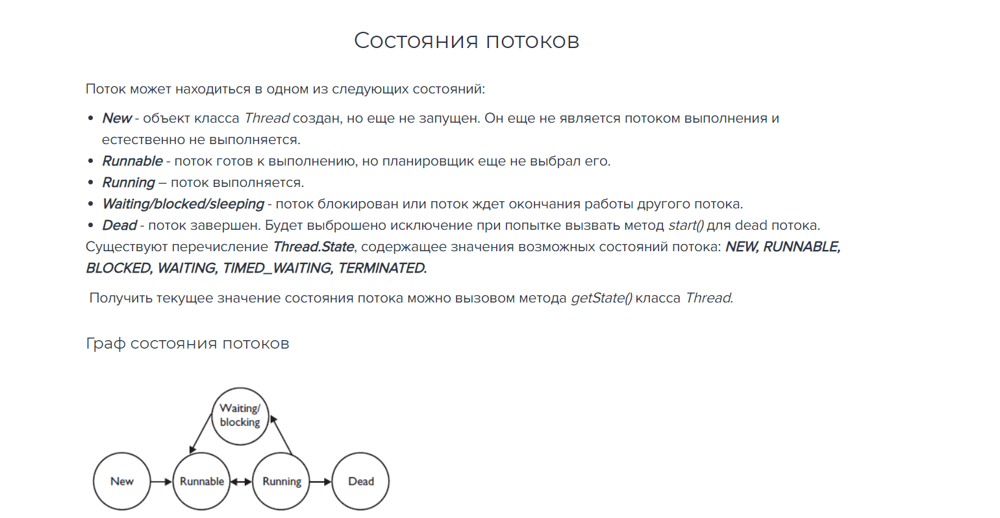 Состояния потоков
Поток может находиться в одном из следующих состояний:
• New - объект класса Thread создан, но еще не запущен. Он еще не является потоком выполнения и
естественно не выполняется.
• Runnable - поток готов к выполнению, но планировщик еще не выбрал его.
• Running – поток выполняется.
• Waiting/blocked/sleeping - поток блокирован или поток ждет окончания работы другого потока.
• Dead - поток завершен. Будет выброшено исключение при попытке вызвать метод start() для dead потока.
Существуют перечисление Thread.State, содержащее значения возможных состояний потока: NEW, RUNNABLE,
BLOCKED, WAITING, TIMED_WAITING, TERMINATED.
Получить текущее значение состояния потока можно вызовом метода getState() класса Thread.
Граф состояния потоков
Waiting/
blocking
New
Runnable
Running
Dead